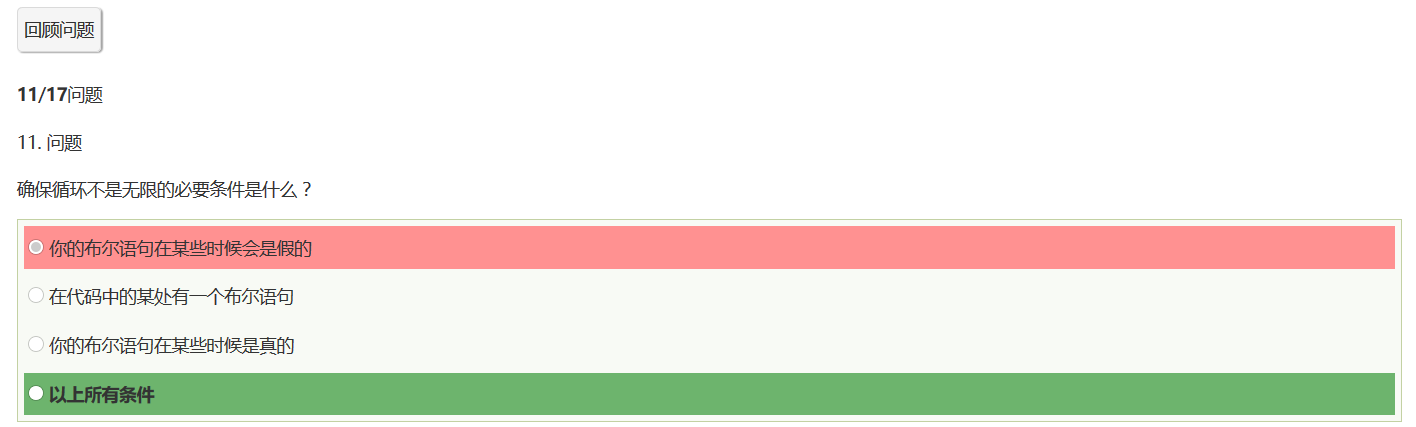 回顾问题
11/17问题
11. 问题
确保循环不是无限的必要条件是什么？
你的布尔语句在某些时候会是假的
在代码中的某处有一个布尔语句
你的布尔语句在某些时候是真的
以上所有条件